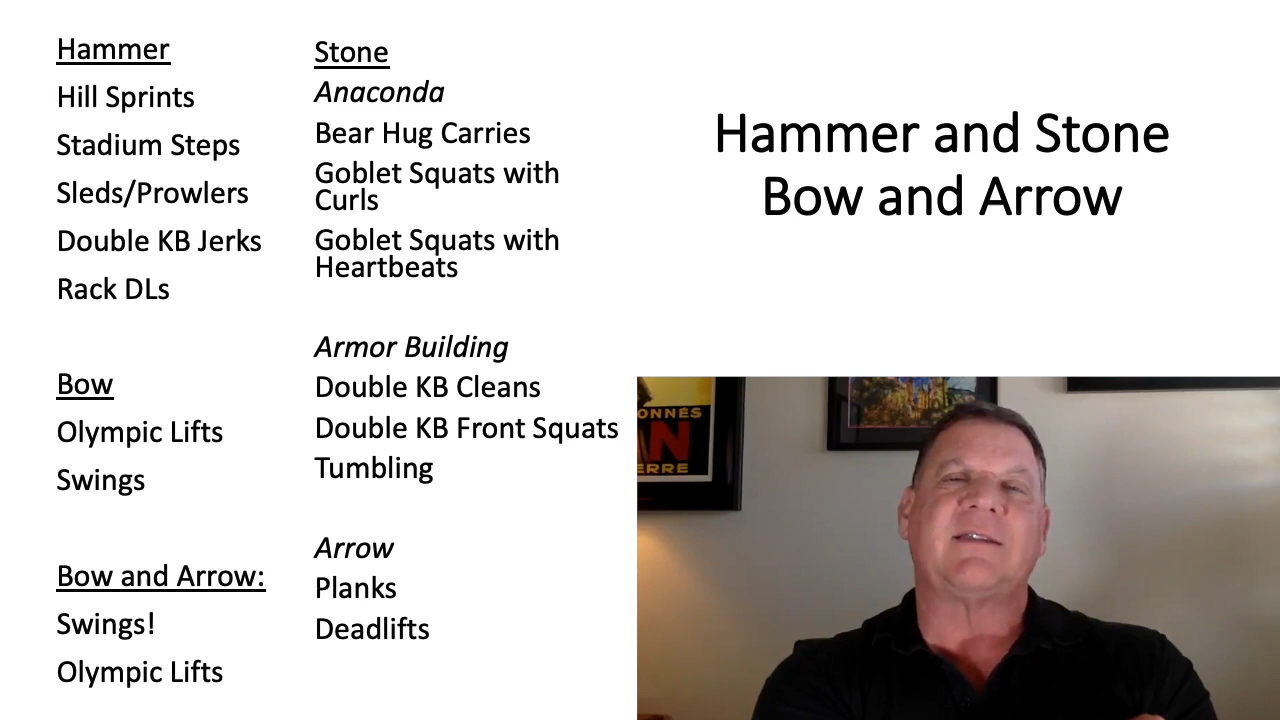 Hammer
Hill Sprints
Stadium Steps
Sleds/Prowlers
Double KB Jerks
Rack DLs
Bow
Olympic Lifts
Swings
Bow and Arrow:
Swings!
Olympic Lifts
Stone
Anaconda
Bear Hug Carries
Goblet Squats with
Curls
Goblet Squats with
Heartbeats
Armor Building
Double KB Cleans
Double KB Front Squats
Tumbling
Arrow
Planks
Deadlifts
Hammer and Stone
Bow and Arrow